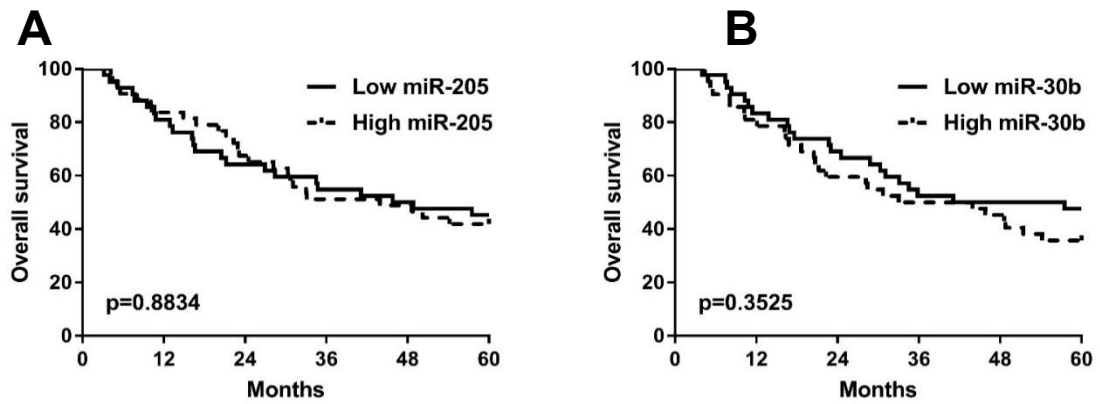 A
100
80
60
40
20
0
Overall survival
Low miR-205
High miR-205
p=0.8834
0 12 24 36 48 60
Months
B
100
80
60
40
20
0
Overall survival
Low miR-30b
High miR-30b
p=0.3525
0 12 24 36 48 60
Months